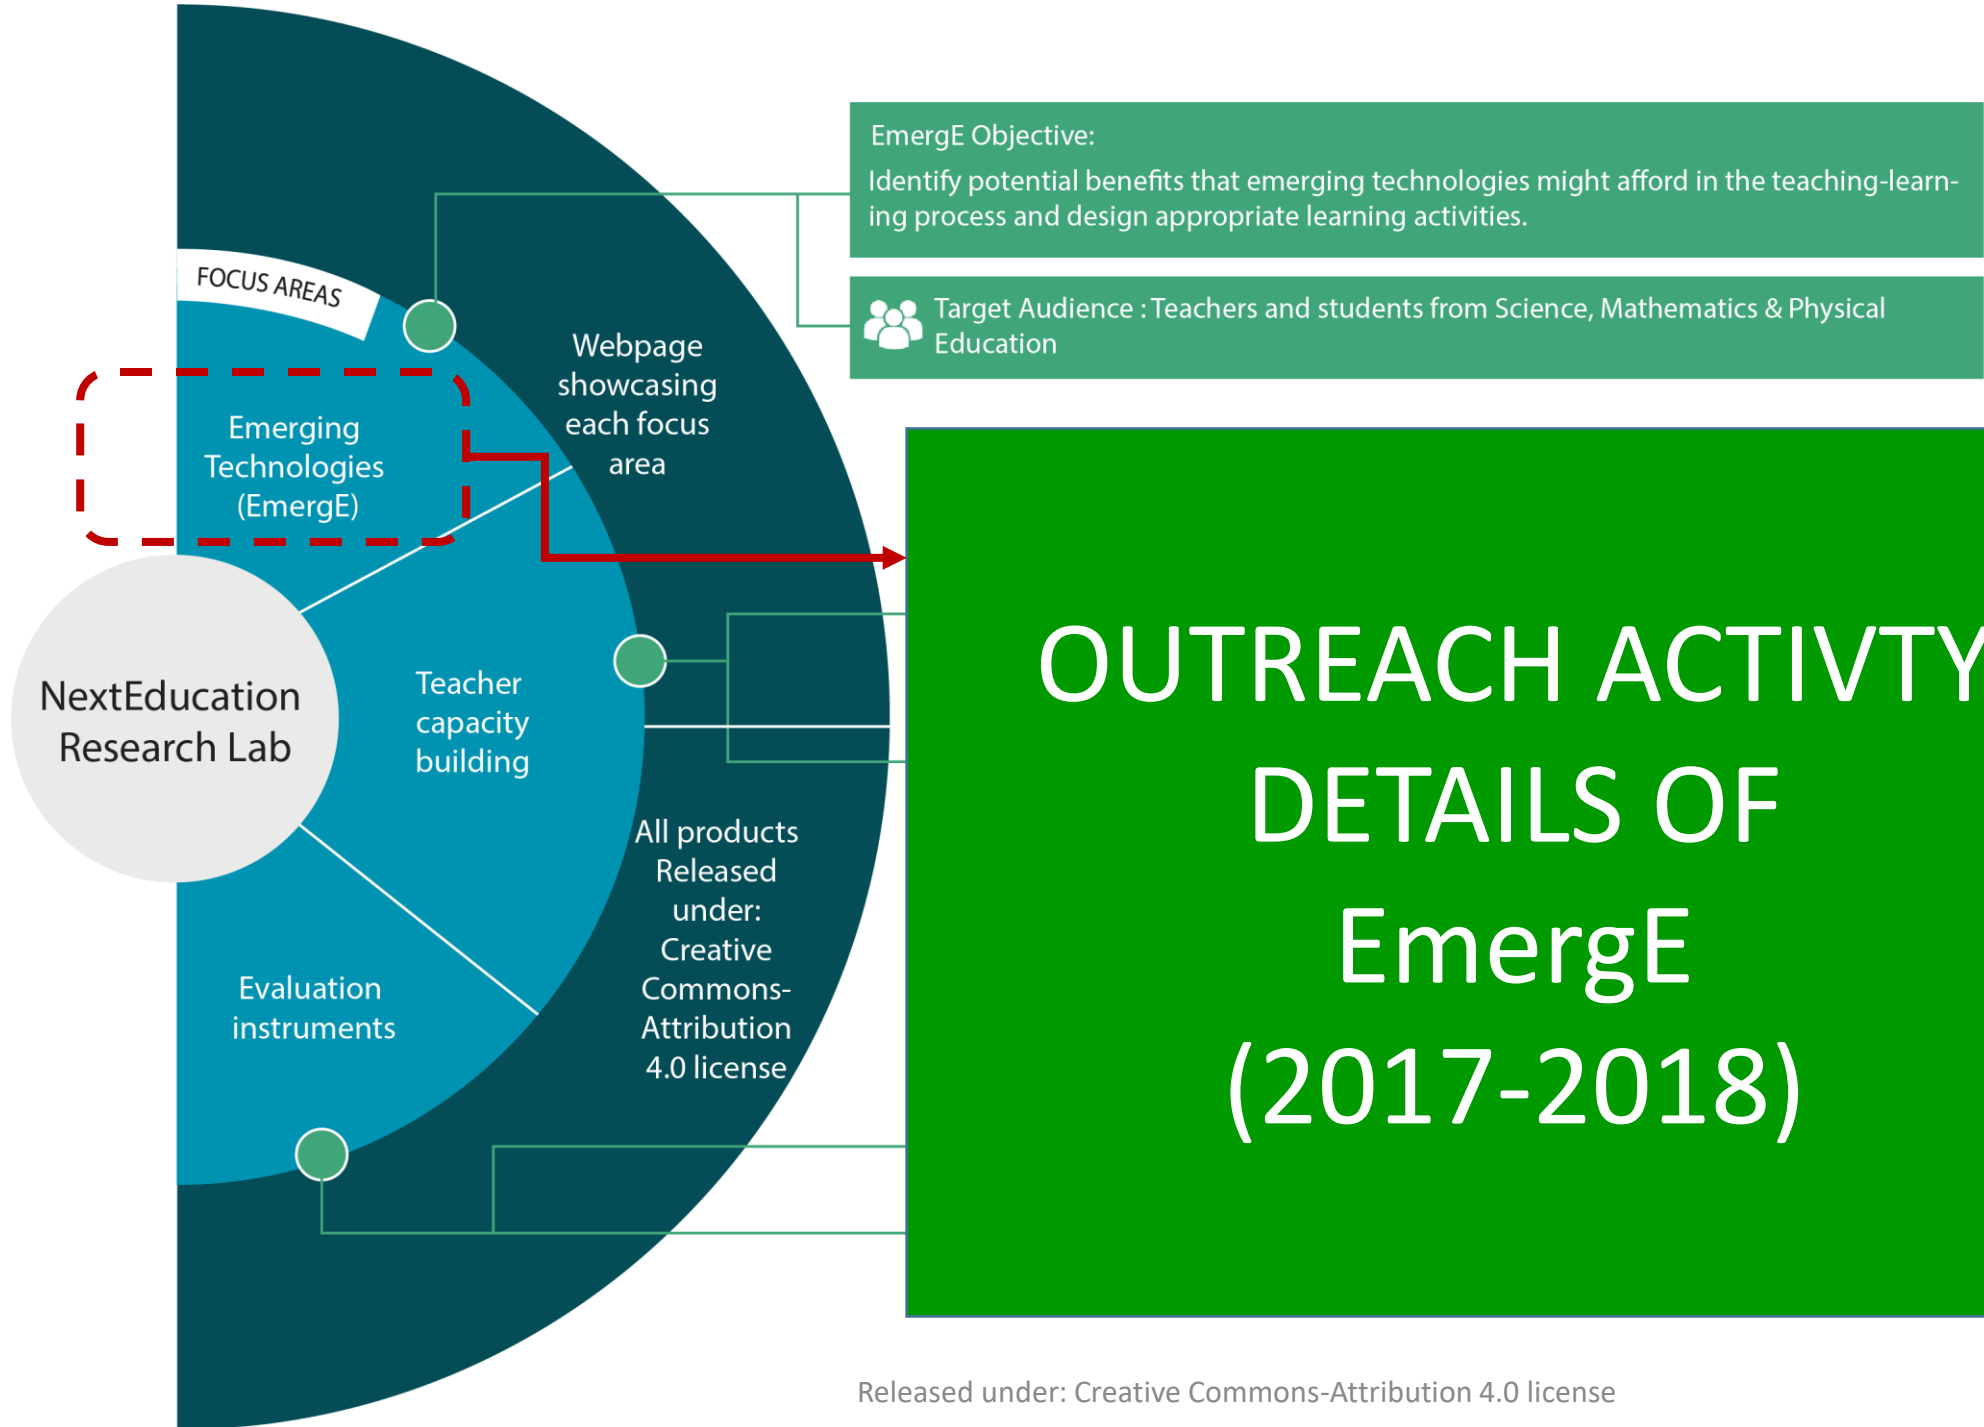 EmergE Objective:
Identify potential benefits that emerging technologies might afford in the teaching-learn-
ing process and design appropriate learning activities.
Target Audience : Teachers and students from Science, Mathematics & Physical
Education
FOCUS AREAS
Webpage
showcasing
each focus
area
Emerging
Technologies
(EmergE)
NextEducation
Research Lab
Teacher
capacity
building
All products
Released
under:
Creative
Commons-
Attribution
4.0 license
Evaluation
instruments
OUTREACH ACTIVTY
DETAILS OF
EmergE
(2017-2018)
Released under: Creative Commons-Attribution 4.0 license